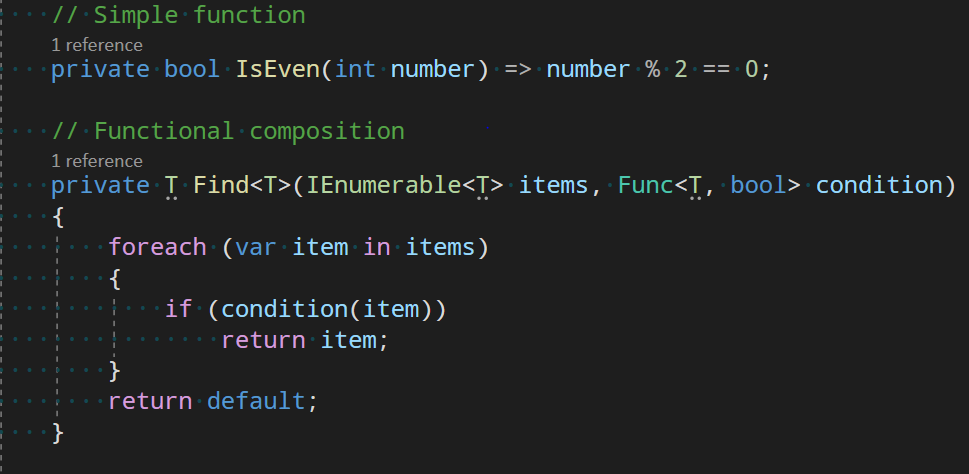 // Simple function
1 reference
private bool IsEven(int number) => number % 2 == 0;
// Functional composition
1 reference
private T Find<T>(IEnumerable<T> items, Func<T, bool> condition)
{
foreach (var item in items)
{
if (condition(item))
return item;
}
return default;
}